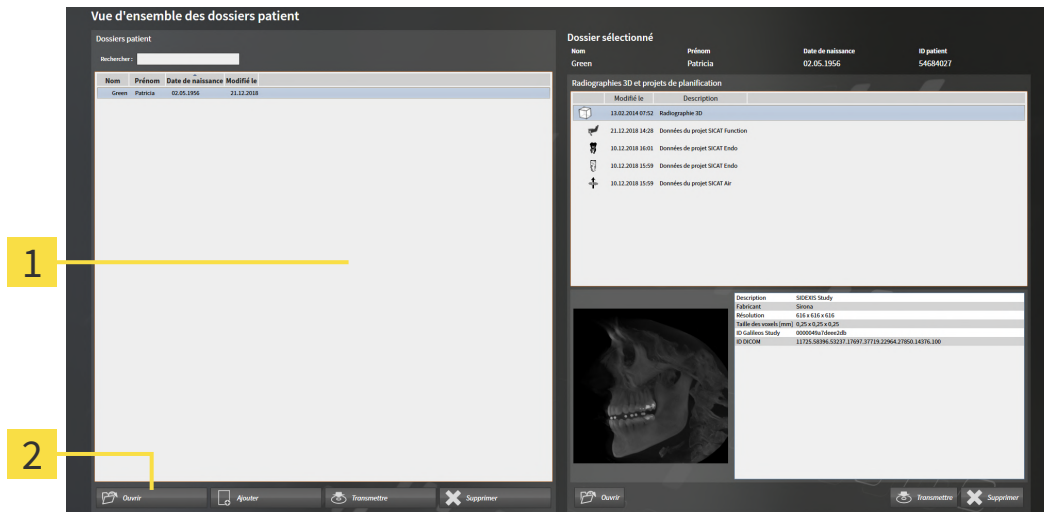 Vue d'ensemble des dossiers patient
Dossiers patient
Rechercher :
Nom Prénom Date de naissance Modifié le
Green Patricia 02.05.1956 21.12.2018
1
2
Ouvrir Ajouter Transmettre Supprimer
Dossier sélectionné
Nom Prénom Date de naissance ID patient
Green Patricia 02.05.1956 54684027
Radiographies 3D et projets de planification
Modifié le Description
13.02.2014 07:52 Radiographie 3D
21.12.2018 14:28 Données du projet SICAT Function
10.12.2018 16:01 Données de projet SICAT Endo
10.12.2018 15:59 Données de projet SICAT Endo
10.12.2018 15:59 Données du projet SICAT Air
Description SIDEXIS Study
Fabricant Sirona
Résolution 616 x 616 x 616
Taille des voxels [mm] 0,25 x 0,25 x 0,25
ID Galileos Study 0000049a7deee2db
ID DICOM 11725.58396.53237.17697.37719.22964.27850.14376.100
Ouvrir Transmettre Supprimer